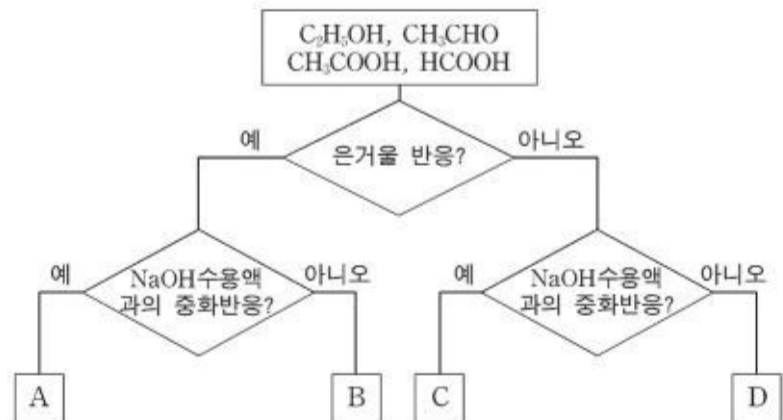 C₂H₅OH, CH₃CHO
CH₃COOH, HCOOH
예
아니오
은거울 반응?
예
NaOH수용액
과의 중화반응?
아니오
예
NaOH수용액
과의 중화반응?
아니오
A
B
C
D